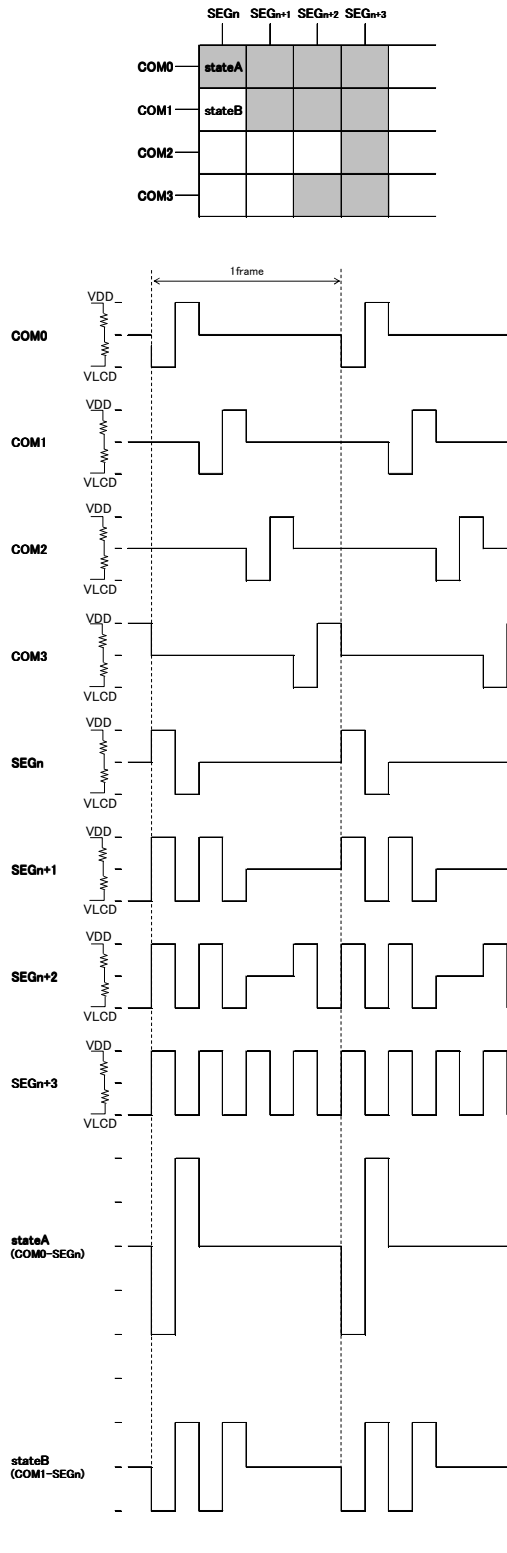 SEGn SEGn+1 SEGn+2 SEGn+3
COM0 stateA
COM1 stateB
COM2
COM3
1frame
VDD
COM0
VLCD
VDD
COM1
VLCD
VDD
COM2
VLCD
VDD
COM3
VLCD
VDD
SEGn
VLCD
VDD
SEGn+1
VLCD
VDD
SEGn+2
VLCD
VDD
SEGn+3
VLCD
stateA
(COM0-SEGn)
stateB
(COM1-SEGn)